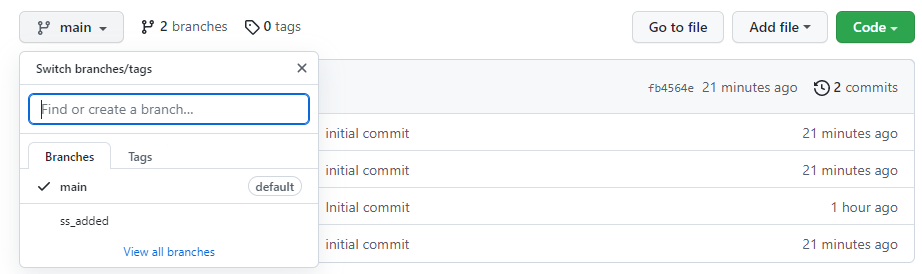 main 2 branches 0 tags Go to file Add file Code
Switch branches/tags
Find or create a branch...
fb4564e 21 minutes ago 2 commits
initial commit 21 minutes ago
Branches Tags
main default
initial commit 21 minutes ago
ss_added
Initial commit 1 hour ago
View all branches
initial commit 21 minutes ago